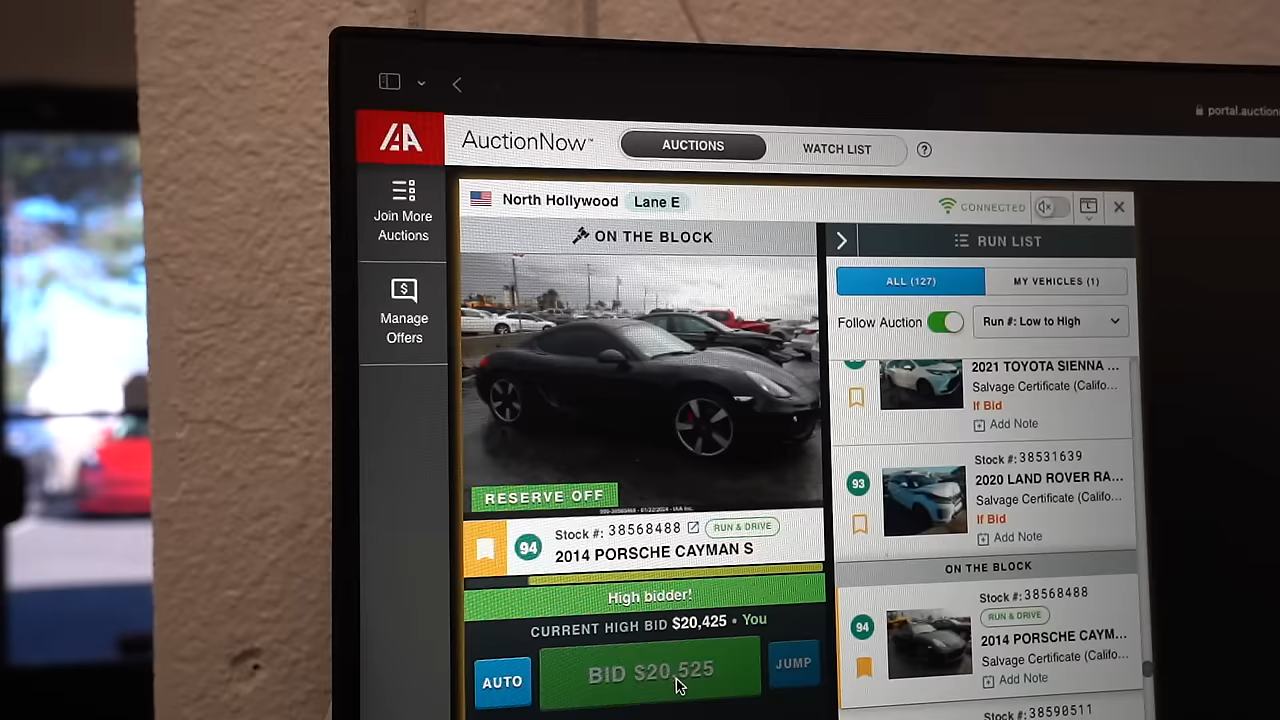 portal.auction
IAA
AuctionNow™
AUCTIONS
WATCH LIST
?
Join More
Auctions
Manage
Offers
North Hollywood
Lane E
CONNECTED
ON THE BLOCK
RESERVE OFF
Stock #: 38568488
RUN & DRIVE
94
2014 PORSCHE CAYMAN S
High bidder!
CURRENT HIGH BID $20,425 • You
AUTO
BID $20,525
JUMP
RUN LIST
ALL (127)
MY VEHICLES (1)
Follow Auction
Run #: Low to High
2021 TOYOTA SIENNA ...
Salvage Certificate (Califo...
If Bid
Add Note
93
Stock #: 38531639
2020 LAND ROVER RA...
Salvage Certificate (Califo...
If Bid
Add Note
ON THE BLOCK
94
Stock #: 38568488
RUN & DRIVE
2014 PORSCHE CAYM...
Salvage Certificate (Califo...
Add Note
Stock #: 38590511